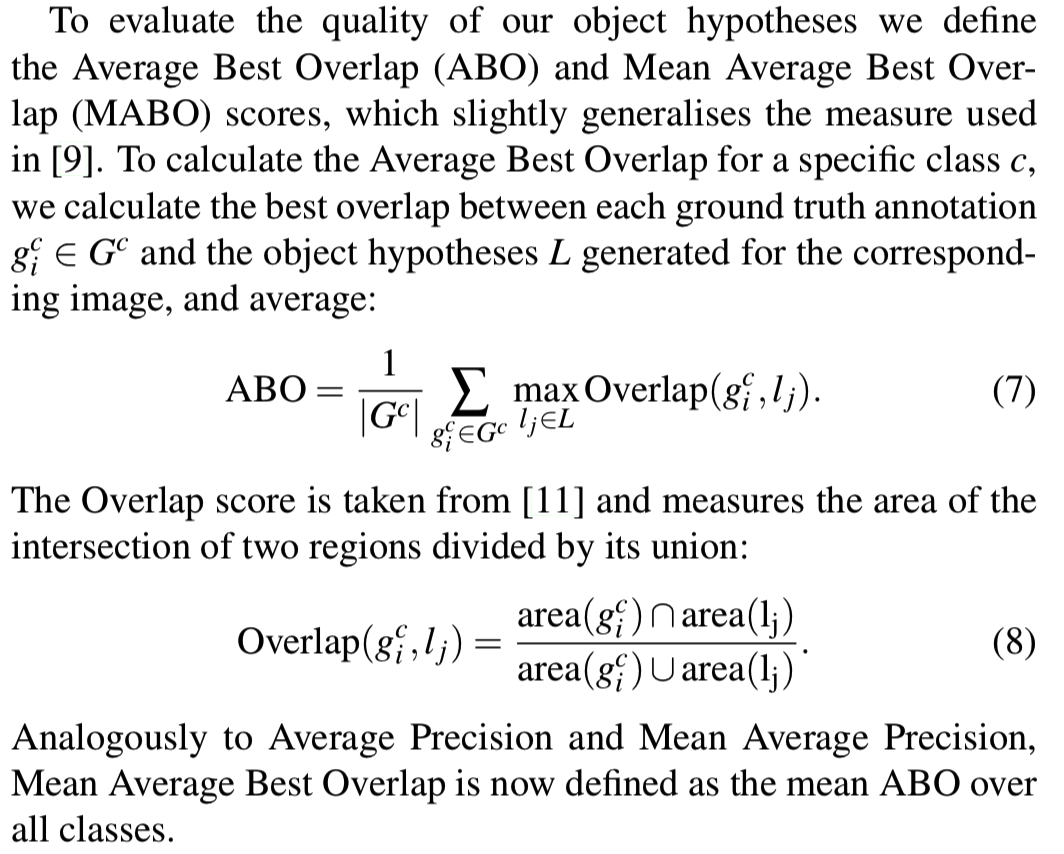 To evaluate the quality of our object hypotheses we define
the Average Best Overlap (ABO) and Mean Average Best Over-
lap (MABO) scores, which slightly generalises the measure used
in [9]. To calculate the Average Best Overlap for a specific class c,
we calculate the best overlap between each ground truth annotation
$g_i^c \in G^c$ and the object hypotheses L generated for the correspond-
ing image, and average:
$\text{ABO} = \frac{1}{|G^c|} \sum_{g_i^c \in G^c} \max_{l_j \in L} \text{Overlap}(g_i^c, l_j).$ (7)
The Overlap score is taken from [11] and measures the area of the
intersection of two regions divided by its union:
$\text{Overlap}(g_i^c, l_j) = \frac{\text{area}(g_i^c) \cap \text{area}(\text{l}_\text{j})}{\text{area}(g_i^c) \cup \text{area}(\text{l}_\text{j})}.$ (8)
Analogously to Average Precision and Mean Average Precision,
Mean Average Best Overlap is now defined as the mean ABO over
all classes.